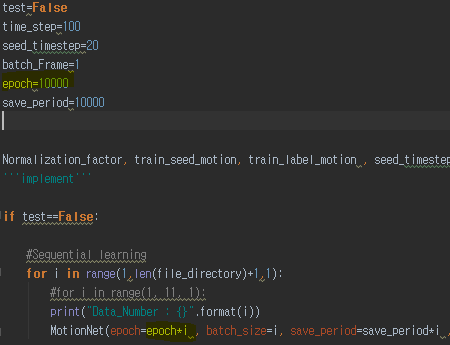 test=False
time_step=100
seed_timestep=20
batch_Frame=1
epoch=10000
save_period=10000
Normalization_factor, train_seed_motion, train_label_motion , seed_timestep
```implement```
if test==False:
#Sequential learning
for i in range(1,len(file_directory)+1,1):
#for i in range(1, 11, 1):
print("Data_Number : {}".format(i))
MotionNet(epoch=epoch*i , batch_size=i, save_period=save_period*i ,